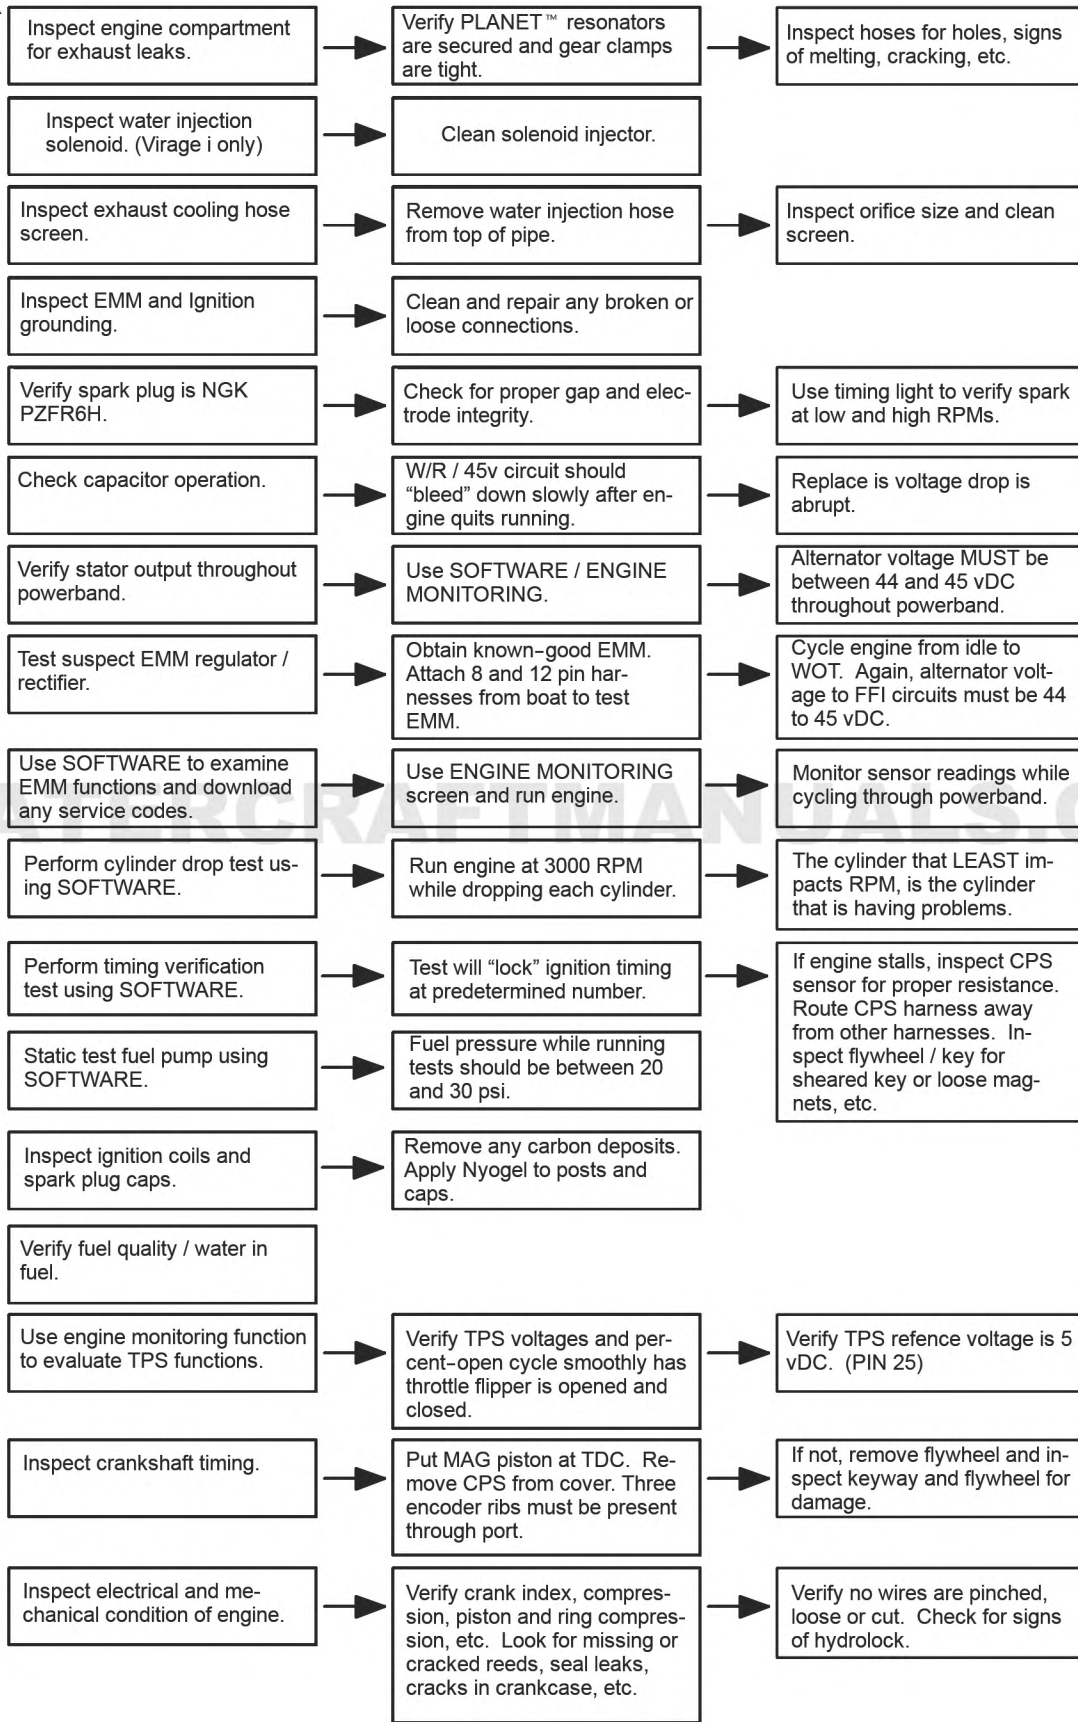 Inspect engine compartment
for exhaust leaks.
Verify PLANET™ resonators
are secured and gear clamps
are tight.
Inspect hoses for holes, signs
of melting, cracking, etc.
Inspect water injection
solenoid. (Virage i only)
Clean solenoid injector.
Inspect exhaust cooling hose
screen.
Remove water injection hose
from top of pipe.
Inspect orifice size and clean
screen.
Inspect EMM and Ignition
grounding.
Clean and repair any broken or
loose connections.
Verify spark plug is NGK
PZFR6H.
Check for proper gap and elec-
trode integrity.
Use timing light to verify spark
at low and high RPMs.
Check capacitor operation.
W/R / 45v circuit should
“bleed” down slowly after en-
gine quits running.
Replace is voltage drop is
abrupt.
Verify stator output throughout
powerband.
Use SOFTWARE / ENGINE
MONITORING.
Alternator voltage MUST be
between 44 and 45 vDC
throughout powerband.
Test suspect EMM regulator /
rectifier.
Obtain known-good EMM.
Attach 8 and 12 pin har-
nesses from boat to test
EMM.
Cycle engine from idle to
WOT. Again, alternator volt-
age to FFI circuits must be 44
to 45 vDC.
Use SOFTWARE to examine
EMM functions and download
any service codes.
Use ENGINE MONITORING
screen and run engine.
Monitor sensor readings while
cycling through powerband.
ATERCRAFTMANUALS.C
Perform cylinder drop test us-
ing SOFTWARE.
Run engine at 3000 RPM
while dropping each cylinder.
The cylinder that LEAST im-
pacts RPM, is the cylinder
that is having problems.
Perform timing verification
test using SOFTWARE.
Test will “lock” ignition timing
at predetermined number.
If engine stalls, inspect CPS
sensor for proper resistance.
Route CPS harness away
from other harnesses. In-
spect flywheel / key for
sheared key or loose mag-
nets, etc.
Static test fuel pump using
SOFTWARE.
Fuel pressure while running
tests should be between 20
and 30 psi.
Inspect ignition coils and
spark plug caps.
Remove any carbon deposits.
Apply Nyogel to posts and
caps.
Verify fuel quality / water in
fuel.
Use engine monitoring function
to evaluate TPS functions.
Verify TPS voltages and per-
cent-open cycle smoothly has
throttle flipper is opened and
closed.
Verify TPS refence voltage is 5
vDC. (PIN 25)
Inspect crankshaft timing.
Put MAG piston at TDC. Re-
move CPS from cover. Three
encoder ribs must be present
through port.
If not, remove flywheel and in-
spect keyway and flywheel for
damage.
Inspect electrical and me-
chanical condition of engine.
Verify crank index, compres-
sion, piston and ring compres-
sion, etc. Look for missing or
cracked reeds, seal leaks,
cracks in crankcase, etc.
Verify no wires are pinched,
loose or cut. Check for signs
of hydrolock.